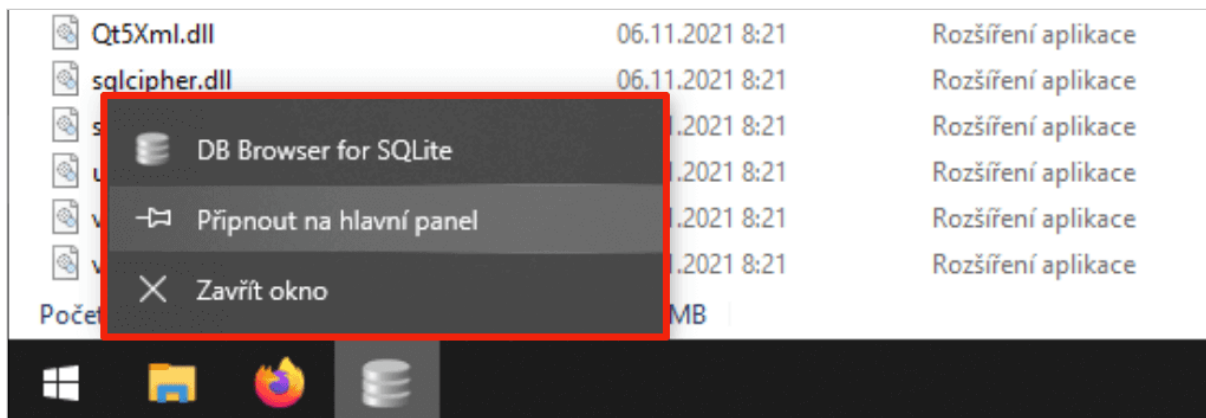 Qt5Xml.dll 06.11.2021 8:21 Rozšíření aplikace
sqlcipher.dll 06.11.2021 8:21 Rozšíření aplikace
s .2021 8:21 Rozšíření aplikace
DB Browser for SQLite
u .2021 8:21 Rozšíření aplikace
Připnout na hlavní panel
v .2021 8:21 Rozšíření aplikace
v .2021 8:21 Rozšíření aplikace
Zavřít okno
Počet MB